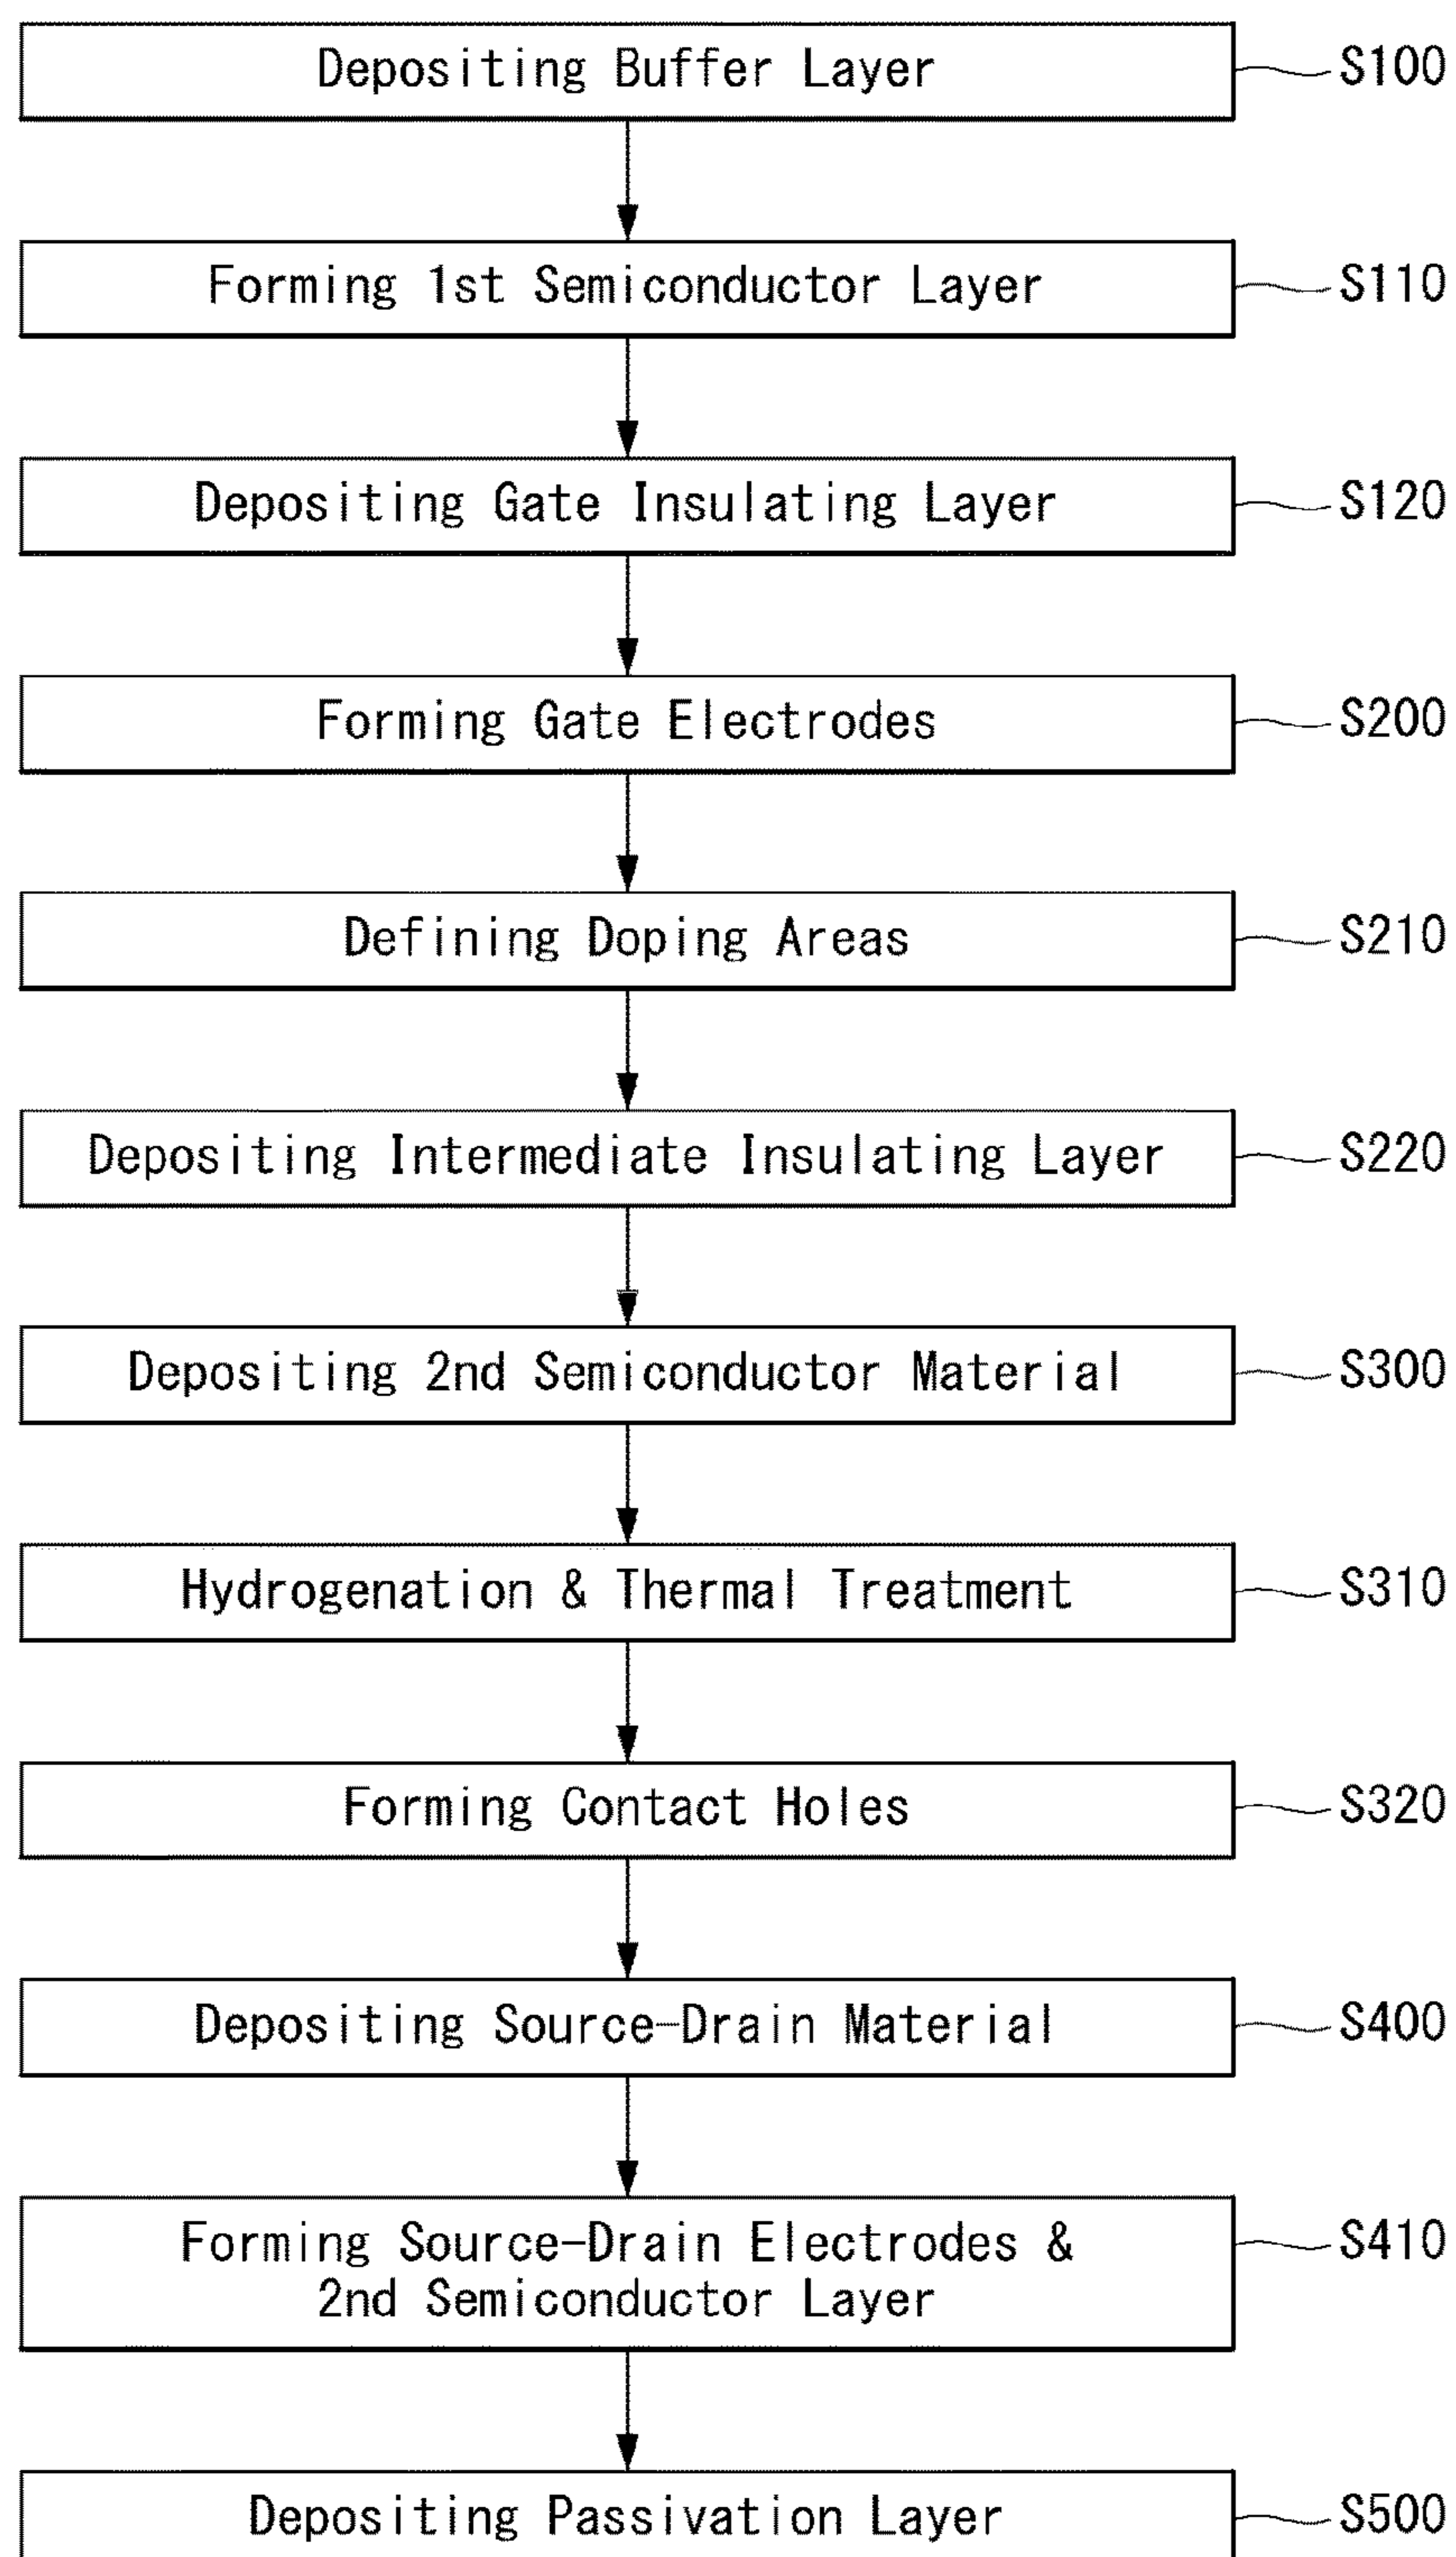 Depositing Buffer Layer S100
Forming 1st Semiconductor Layer S110
Depositing Gate Insulating Layer S120
Forming Gate Electrodes S200
Defining Doping Areas S210
Depositing Intermediate Insulating Layer S220
Depositing 2nd Semiconductor Material S300
Hydrogenation & Thermal Treatment S310
Forming Contact Holes S320
Depositing Source-Drain Material S400
Forming Source-Drain Electrodes & S410
2nd Semiconductor Layer
Depositing Passivation Layer S500